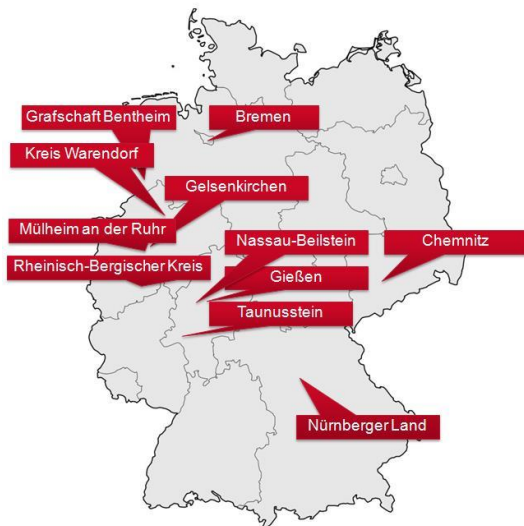 Grafschaft Bentheim
Bremen
Kreis Warendorf
Gelsenkirchen
Mülheim an der Ruhr
Nassau-Beilstein
Chemnitz
Rheinisch-Bergischer Kreis
Gießen
Taunusstein
Nürnberger Land